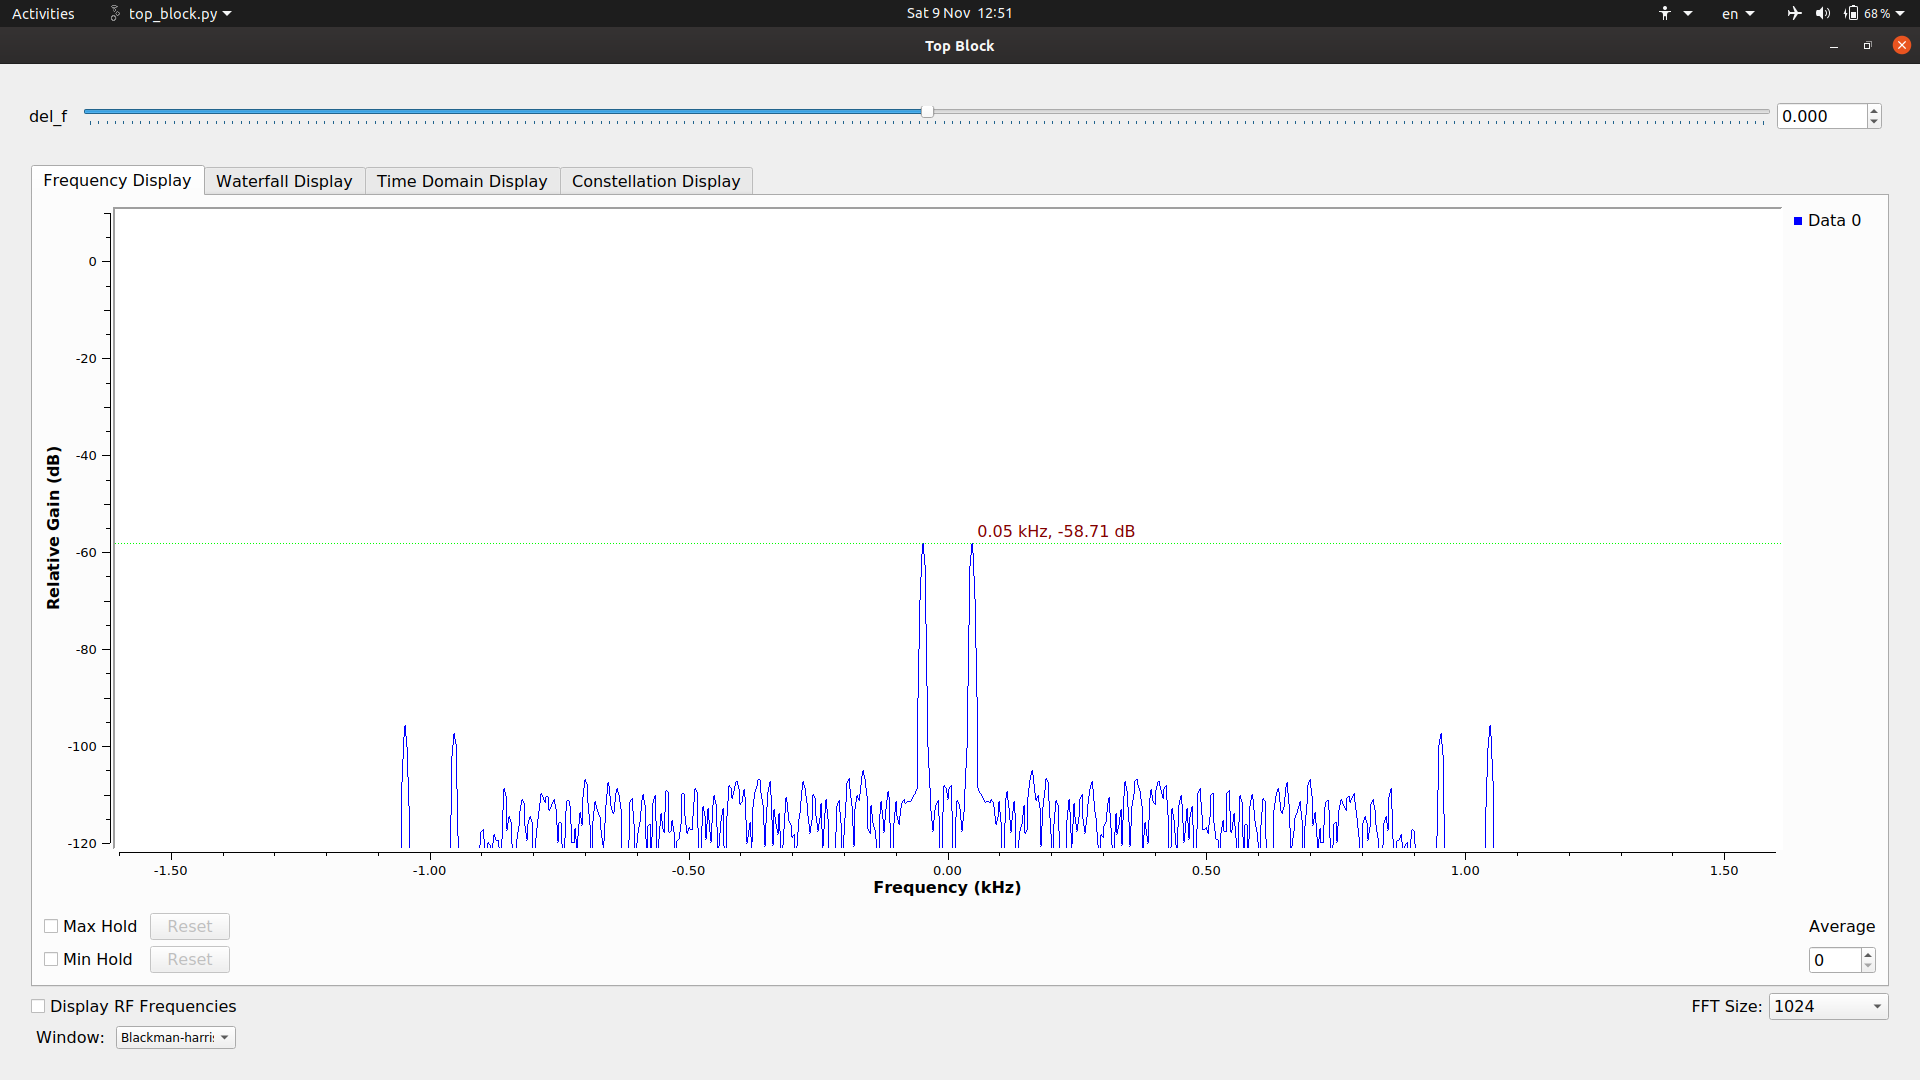 Activities top_block.py Sat 9 Nov 12:51 en 68 %
Top Block
del_f 0.000
Frequency Display Waterfall Display Time Domain Display Constellation Display
Data 0
0
-20
-40
-60
-80
-100
-120
Relative Gain (dB)
0.05 kHz, -58.71 dB
-1.50 -1.00 -0.50 0.00 0.50 1.00 1.50
Frequency (kHz)
Max Hold Reset Average
Min Hold Reset 0
Display RF Frequencies FFT Size: 1024
Window: Blackman-harri